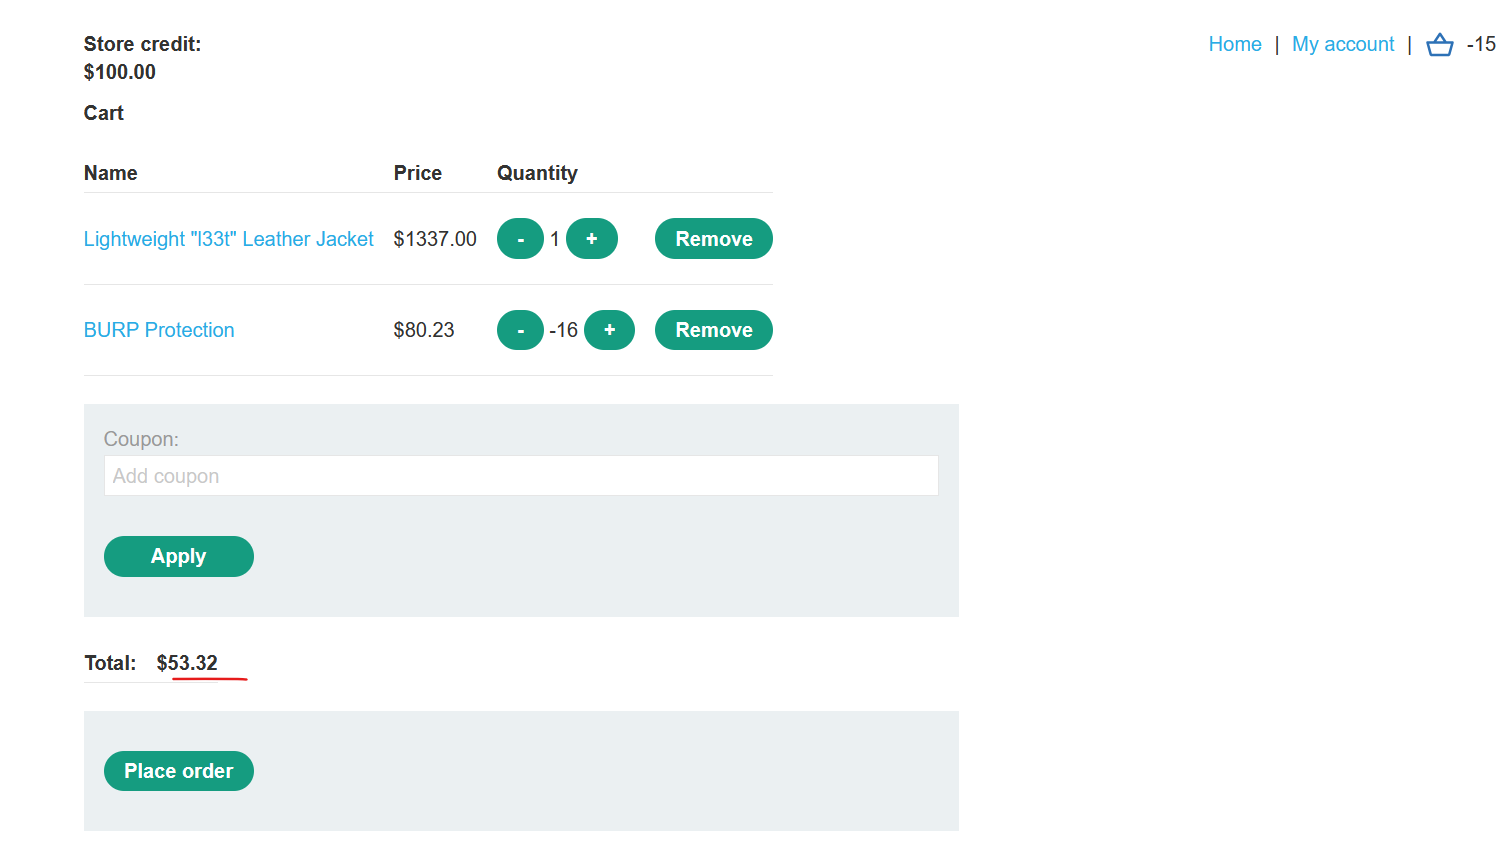 Store credit:
$100.00
Home | My account | -15
Cart
Name Price Quantity
Lightweight "l33t" Leather Jacket $1337.00 - 1 + Remove
BURP Protection $80.23 - -16 + Remove
Coupon:
Add coupon
Apply
Total: $53.32
Place order